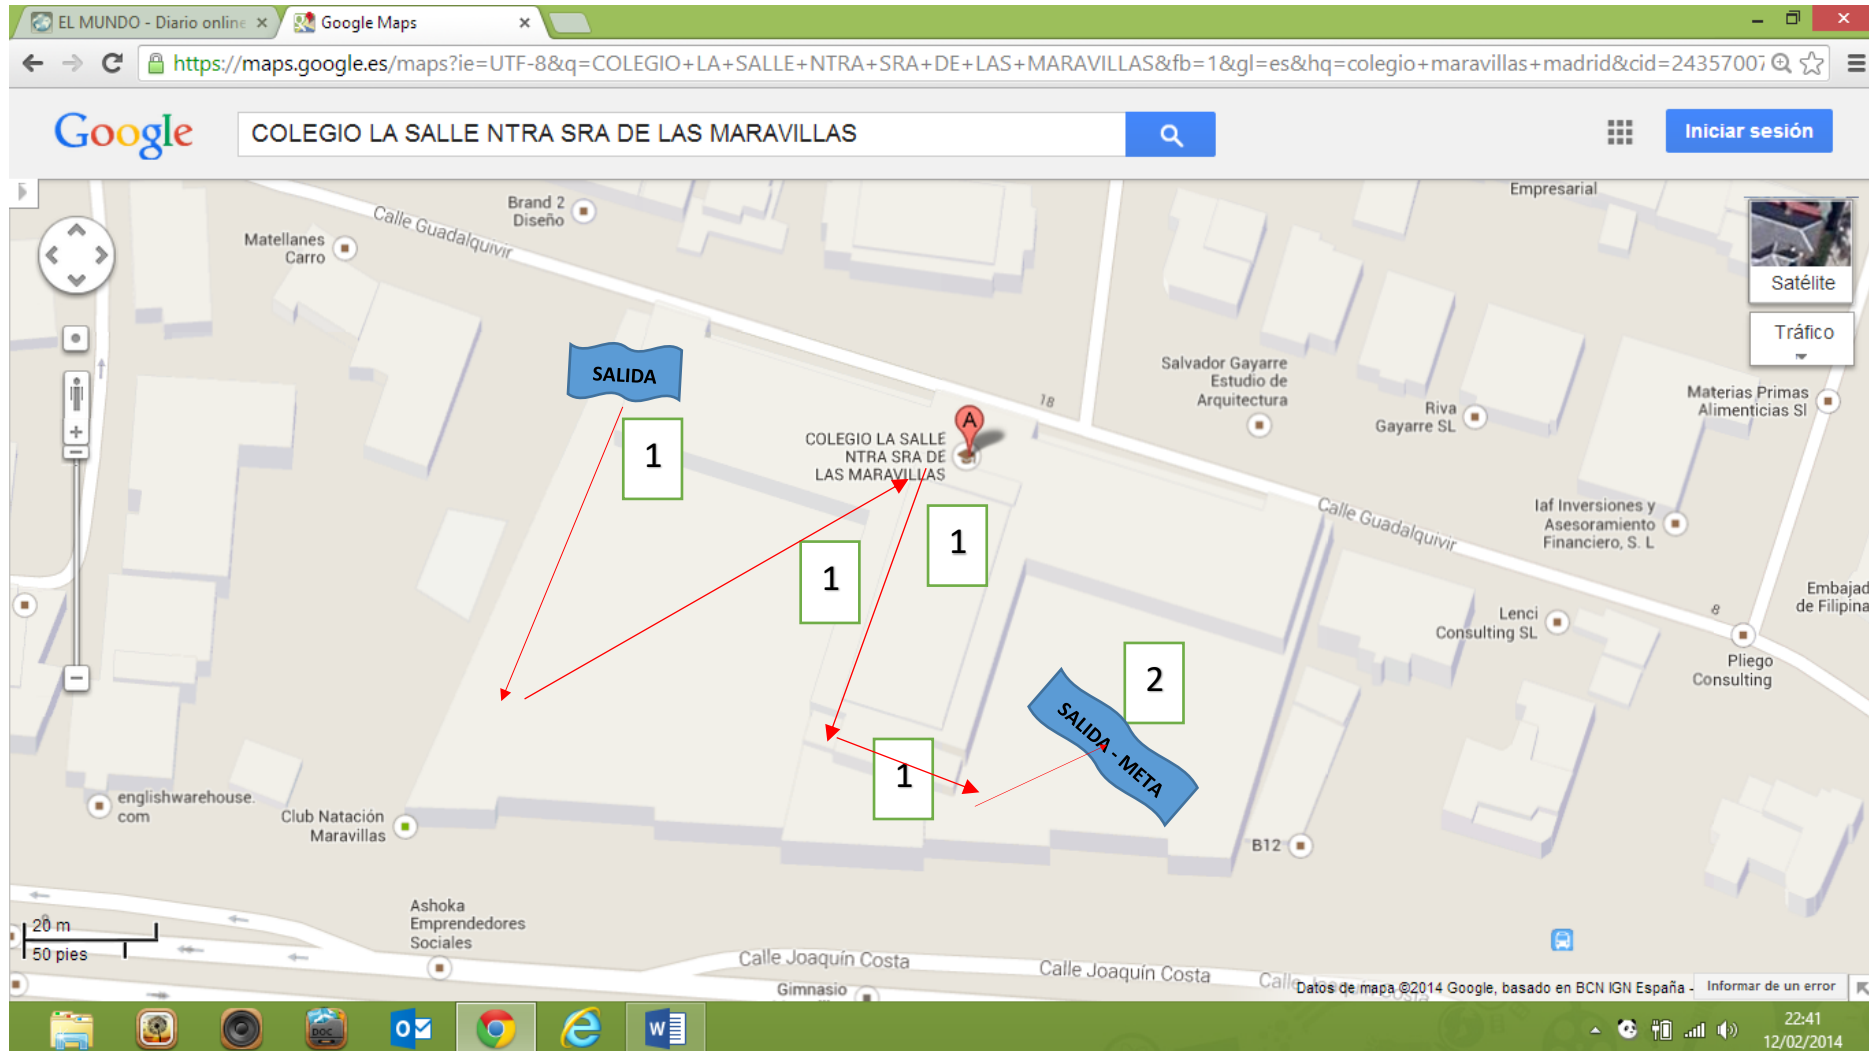 EL MUNDO - Diario online
Google Maps
https://maps.google.es/maps?ie=UTF-8&q=COLEGIO+LA+SALLE+NTRA+SRA+DE+LAS+MARAVILLAS&fb=1&gl=es&hq=colegio+maravillas+madrid&cid=24357007
Google
COLEGIO LA SALLE NTRA SRA DE LAS MARAVILLAS
Iniciar sesión
Empresarial
Brand 2
Diseño
Calle Guadalquivir
Matellanes
Carro
Satélite
Tráfico
SALIDA
Salvador Gayarre
Estudio de
Arquitectura
Materias Primas
Alimenticias Sl
18
Riva
Gayarre SL
A
COLEGIO LA SALLE
NTRA SRA DE
LAS MARAVILLAS
1
1
1
Calle Guadalquivir
Iaf Inversiones y
Asesoramiento
Financiero, S. L
Embajad
de Filipina
8
Lenci
Consulting SL
Pliego
Consulting
2
SALIDA - META
1
englishwarehouse.
com
Club Natación
Maravillas
B12
Ashoka
Emprendedores
Sociales
20 m
50 pies
Calle Joaquín Costa
Calle Joaquín Costa
Gimnasio
Datos de mapa ©2014 Google, basado en BCN IGN España -
Informar de un error
DOC
22:41
12/02/2014